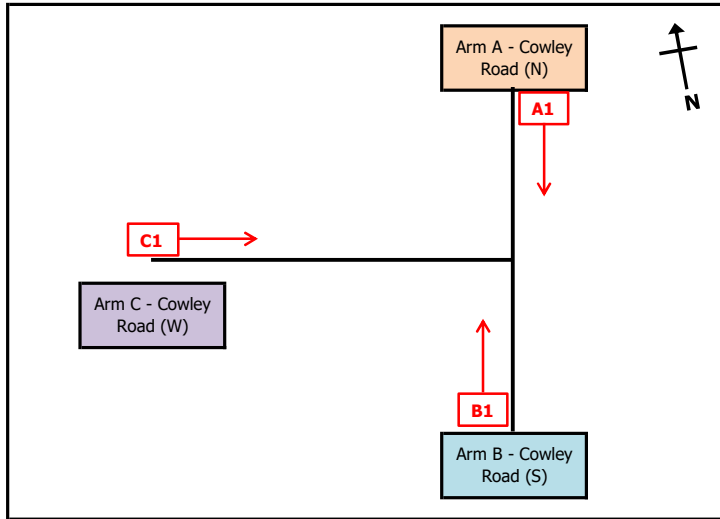 Arm A - Cowley
Road (N)
A1
N
C1
Arm C - Cowley
Road (W)
B1
Arm B - Cowley
Road (S)